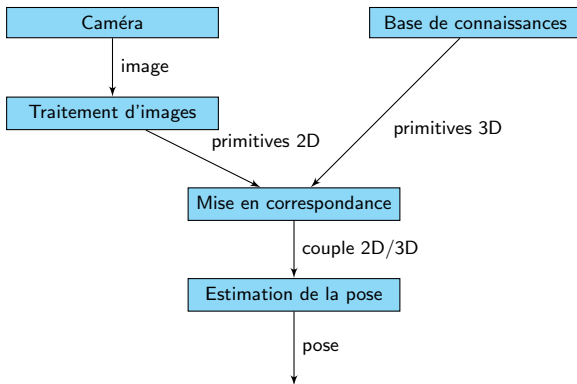 Caméra
Base de connaissances
image
Traitement d'images
primitives 2D
primitives 3D
Mise en correspondance
couple 2D/3D
Estimation de la pose
pose